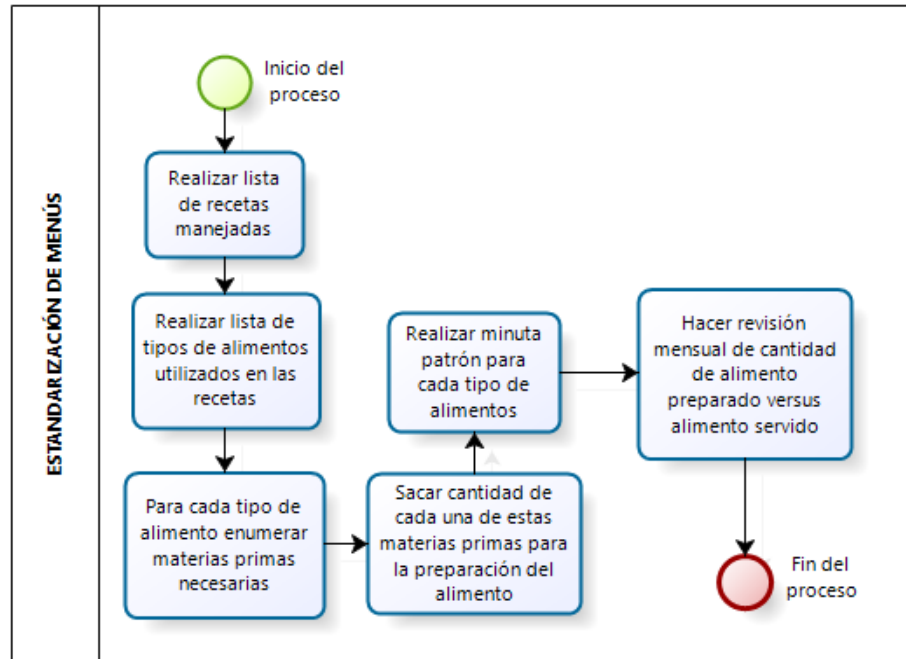 ESTANDARIZACIÓN DE MENÚS
Inicio del
proceso
Realizar lista
de recetas
manejadas
Realizar lista de
tipos de alimentos
utilizados en las
recetas
Para cada tipo de
alimento enumerar
materias primas
necesarias
Sacar cantidad de
cada una de estas
materias primas para
la preparación del
alimento
Realizar minuta
patrón para
cada tipo de
alimentos
Hacer revisión
mensual de cantidad
de alimento
preparado versus
alimento servido
Fin del
proceso